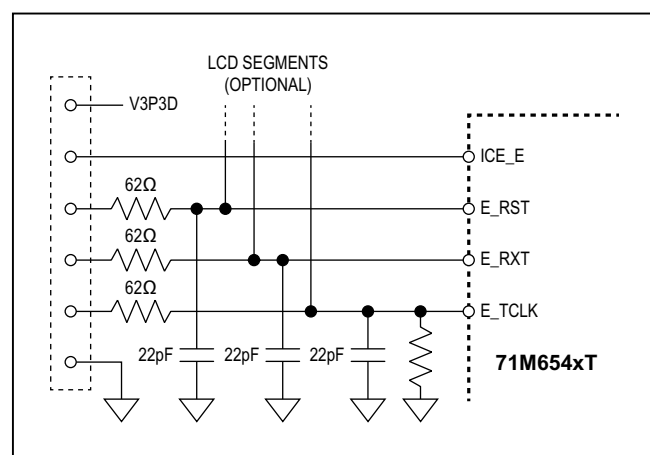 LCD SEGMENTS
(OPTIONAL)
V3P3D
ICE_E
62Ω
E_RST
62Ω
E_RXT
62Ω
E_TCLK
22pF 22pF 22pF
71M654xT